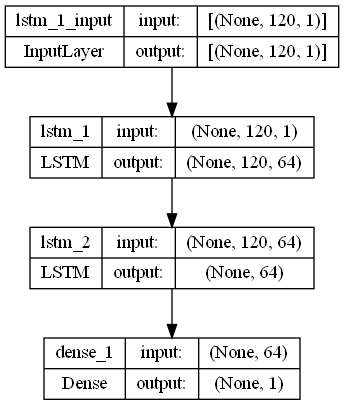 lstm_1_input input: [(None, 120, 1)]
InputLayer output: [(None, 120, 1)]
lstm_1 input: (None, 120, 1)
LSTM output: (None, 120, 64)
lstm_2 input: (None, 120, 64)
LSTM output: (None, 64)
dense_1 input: (None, 64)
Dense output: (None, 1)